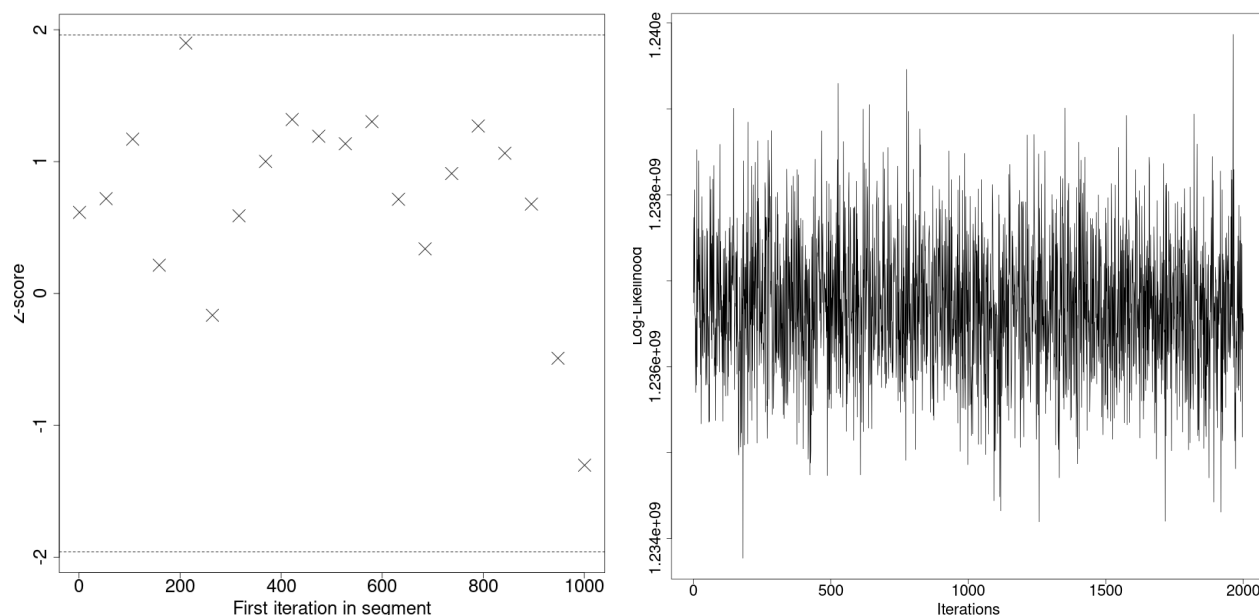 2
1
0
-1
-2
Z-score
0 200 400 600 800 1000
First iteration in segment
1.240e
1.238e+09
1.236e+09
1.234e+09
Log-Likelihood
0 500 1000 1500 2000
Iterations